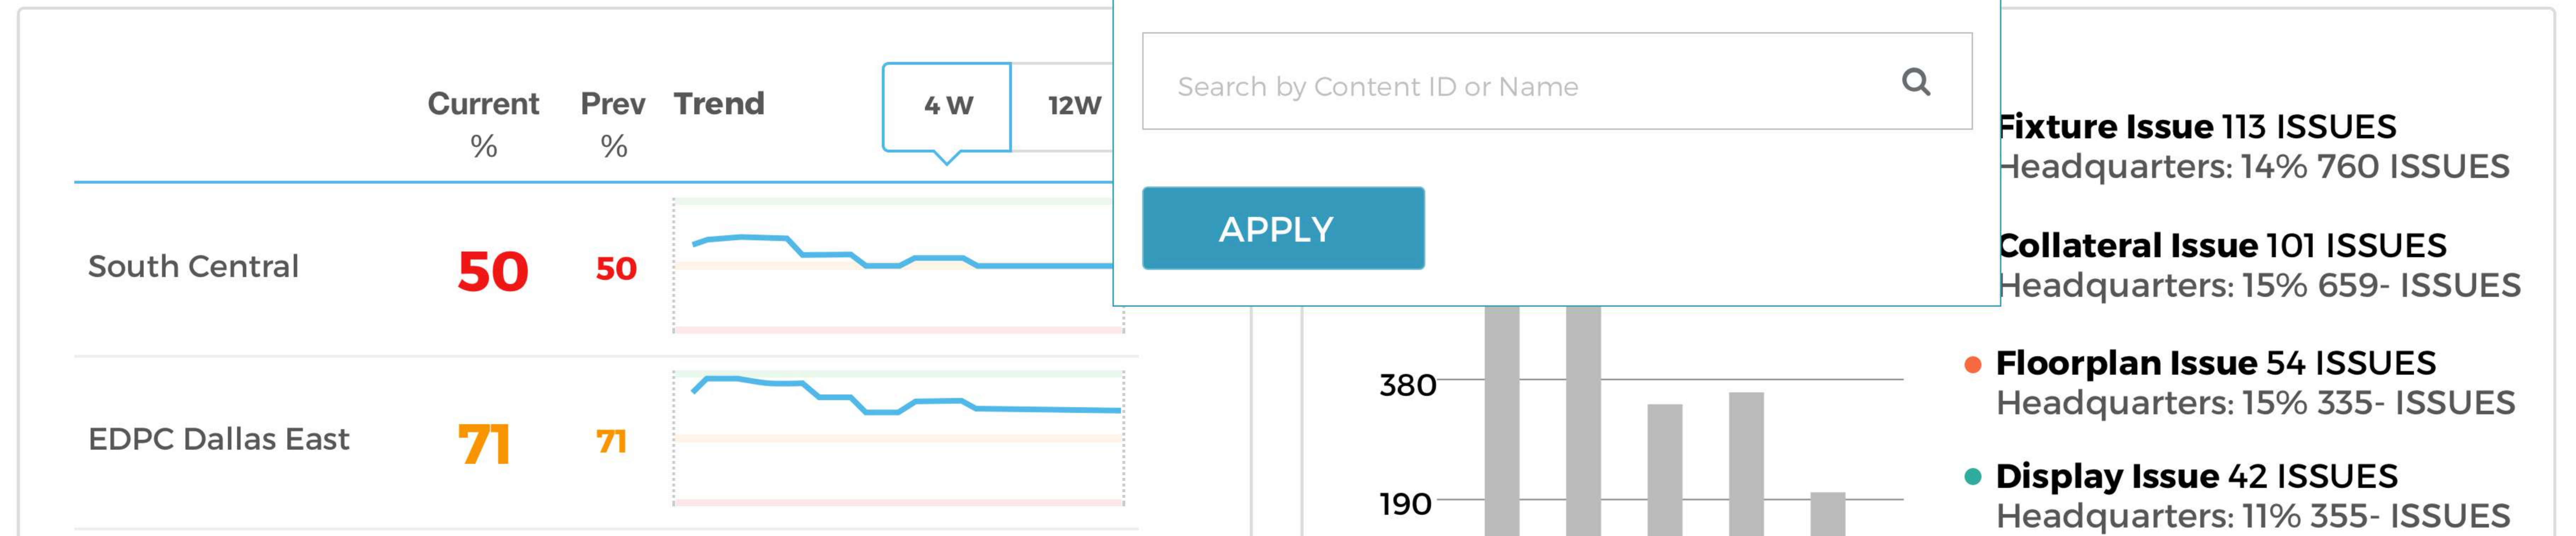 Current Prev Trend 4 W 12W
% %
South Central 50 50
EDPC Dallas East 71 71
Search by Content ID or Name
APPLY
380
190
Fixture Issue 113 ISSUES
Headquarters: 14% 760 ISSUES
Collateral Issue 101 ISSUES
Headquarters: 15% 659- ISSUES
Floorplan Issue 54 ISSUES
Headquarters: 15% 335- ISSUES
Display Issue 42 ISSUES
Headquarters: 11% 355- ISSUES